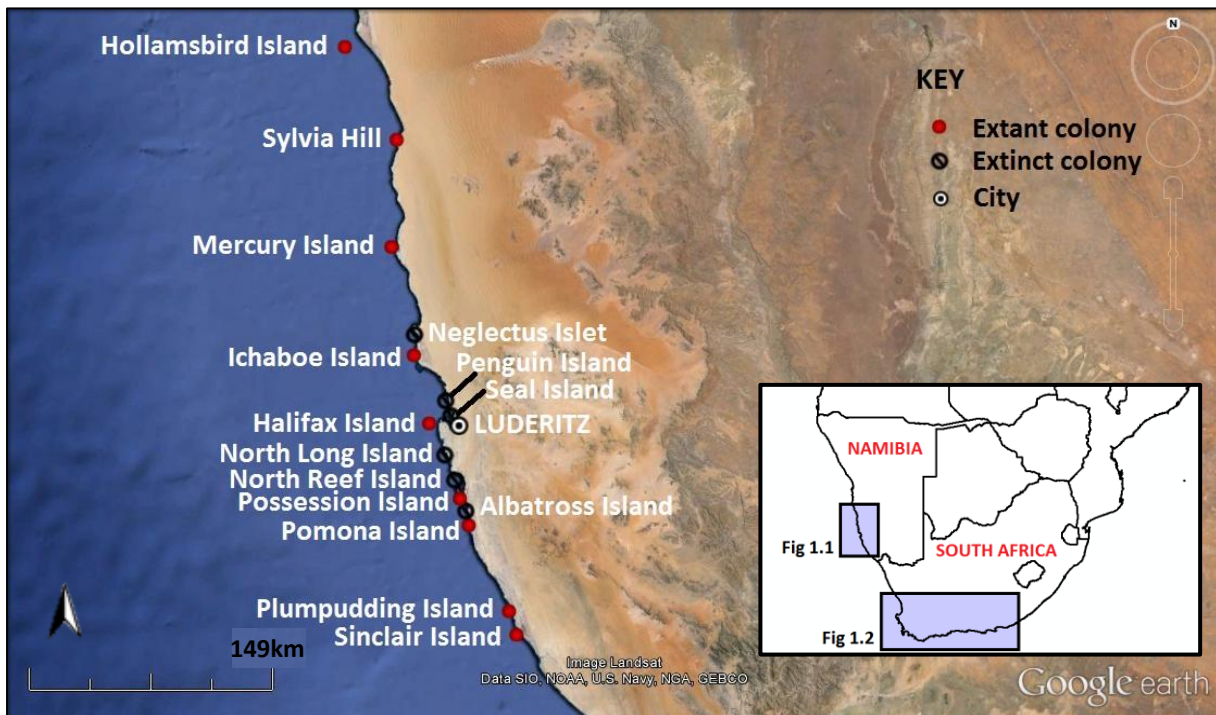 Hollamsbird Island
Sylvia Hill
Mercury Island
Neglectus Islet
Ichaboe Island
Penguin Island
Seal Island
Halifax Island
LUDERITZ
North Long Island
North Reef Island
Possession Island
Albatross Island
Pomona Island
Plumpudding Island
Sinclair Island
149km
Image Landsat
Data SIO, NOAA, U.S. Navy, NGA, GEBCO
N
KEY
Extant colony
Extinct colony
City
NAMIBIA
Fig 1.1
SOUTH AFRICA
Fig 1.2
Google earth